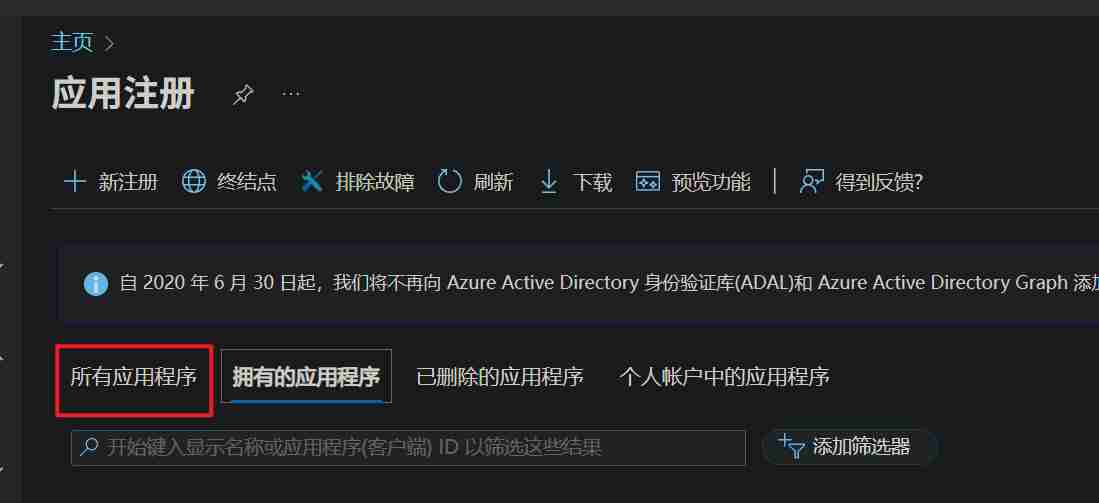 主页
应用注册
新注册 终结点 排除故障 刷新 下载 预览功能 得到反馈?
自 2020 年 6 月 30 日起，我们将不再向 Azure Active Directory 身份验证库(ADAL)和 Azure Active Directory Graph 添加
所有应用程序 拥有的应用程序 已删除的应用程序 个人帐户中的应用程序
开始键入显示名称或应用程序(客户端) ID 以筛选这些结果 添加筛选器